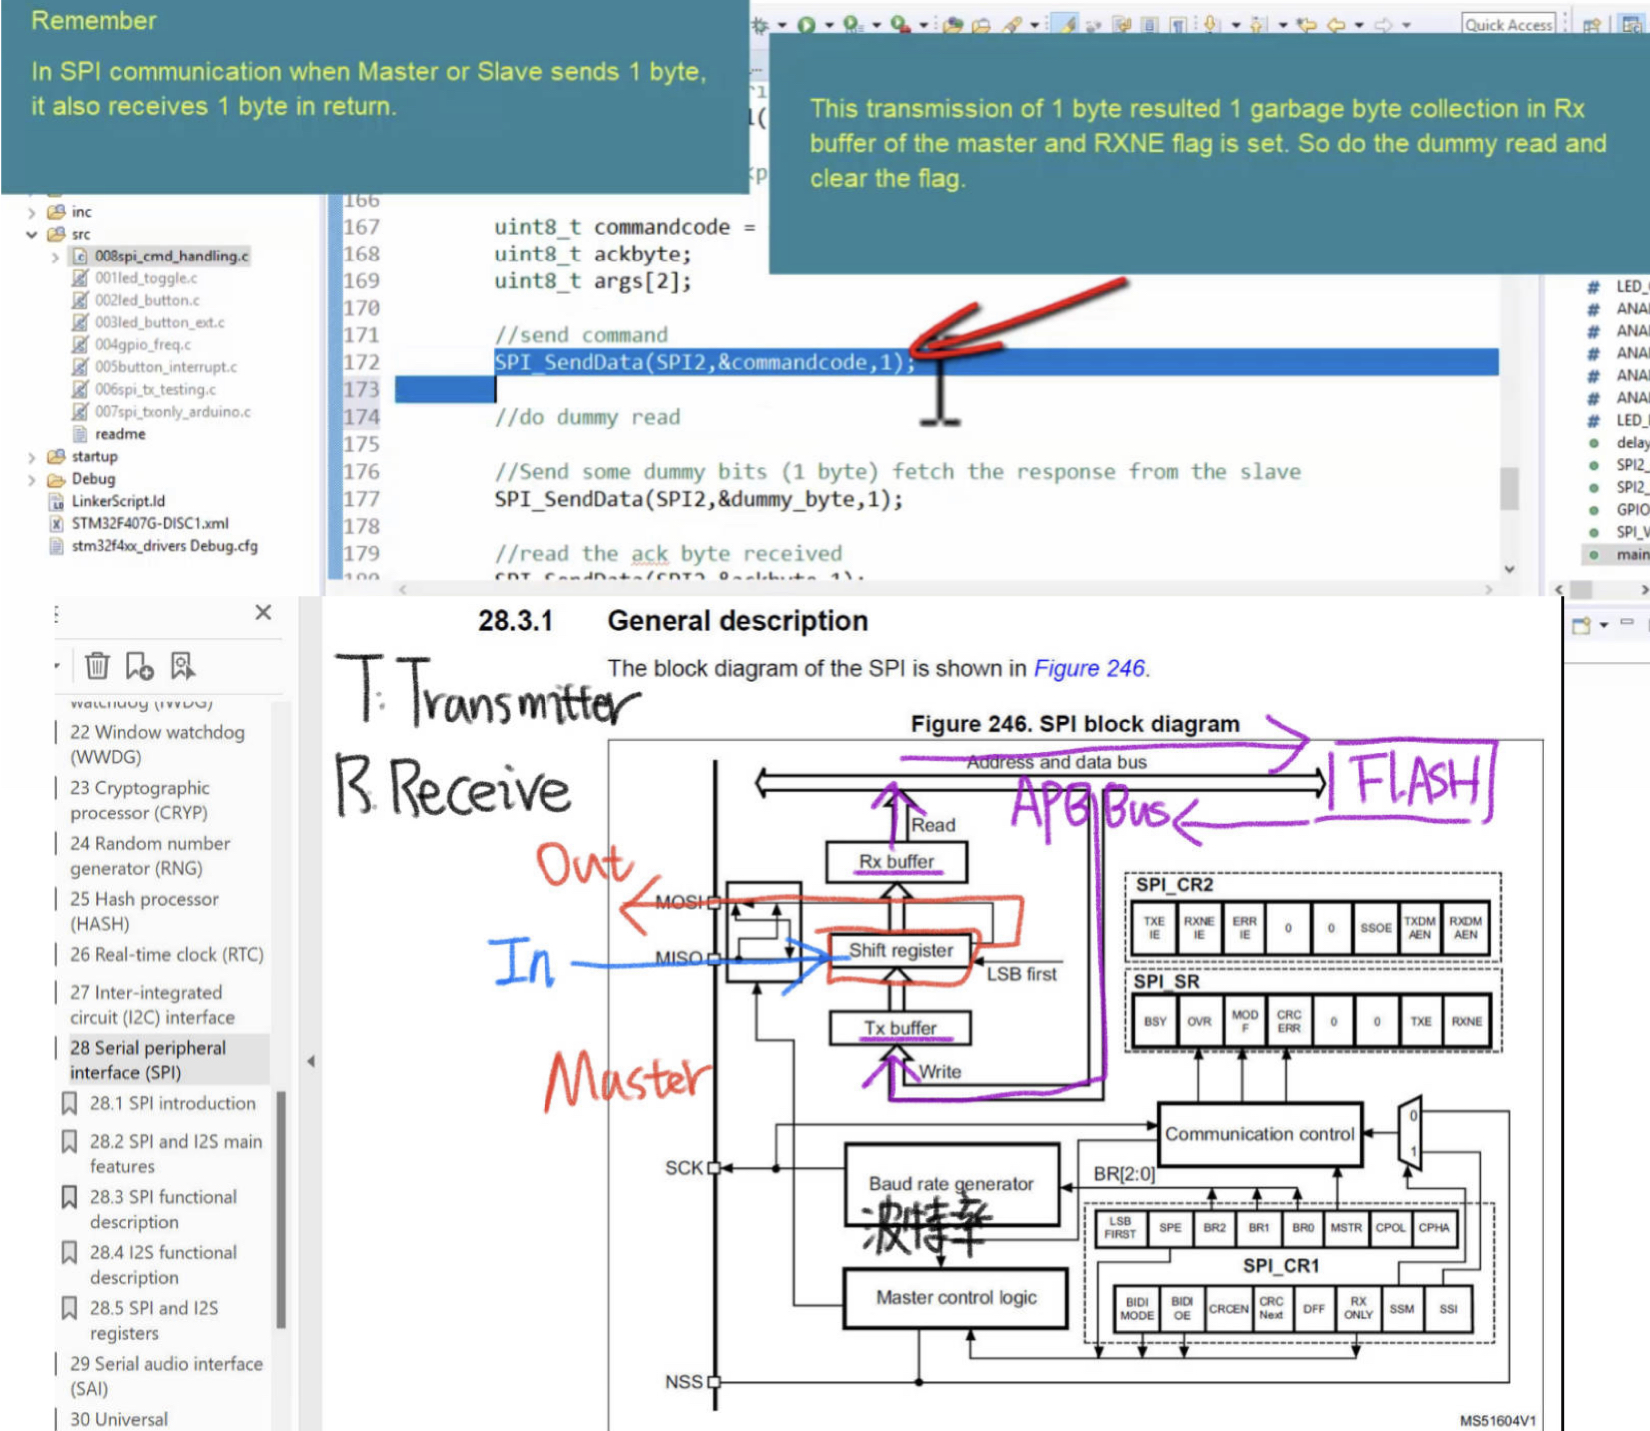 Remember
In SPI communication when Master or Slave sends 1 byte,
it also receives 1 byte in return.
Quick Access
This transmission of 1 byte resulted 1 garbage byte collection in Rx
buffer of the master and RXNE flag is set. So do the dummy read and
clear the flag.
inc
src
008spi_cmd_handling.c
001led_toggle.c
002led_button.c
003led_button_ext.c
004gpio_freq.c
005button_interrupt.c
006spi_tx_testing.c
007spi_txonly_arduino.c
readme
startup
Debug
LinkerScript.ld
STM32F407G-DISC1.xml
stm32f4xx_drivers Debug.cfg
166
167 uint8_t commandcode =
168 uint8_t ackbyte;
169 uint8_t args[2];
170
171 //send command
172 SPI_SendData(SPI2,&commandcode,1);
173
174 //do dummy read
175
176 //Send some dummy bits (1 byte) fetch the response from the slave
177 SPI_SendData(SPI2,&dummy_byte,1);
178
179 //read the ack byte received
180 SPI_SendData(SPI2,&ackbyte,1);
# LED_
# ANA
# ANA
# ANA
# ANA
# ANA
# LED_
delay
SPI2_
SPI2_
GPIO
SPI_V
main
22 Window watchdog
(WWDG)
23 Cryptographic
processor (CRYP)
24 Random number
generator (RNG)
25 Hash processor
(HASH)
26 Real-time clock (RTC)
27 Inter-integrated
circuit (I2C) interface
28 Serial peripheral
interface (SPI)
28.1 SPI introduction
28.2 SPI and I2S main
features
28.3 SPI functional
description
28.4 I2S functional
description
28.5 SPI and I2S
registers
29 Serial audio interface
(SAI)
30 Universal
28.3.1 General description
The block diagram of the SPI is shown in Figure 246.
T: Transmitter
R: Receive
Figure 246. SPI block diagram
Address and data bus
FLASH
APB Bus
Read
Rx buffer
Out
MOSI
In
MISO
Shift register
LSB first
Tx buffer
Write
Master
SPI_CR2
TXE IE
RXNE IE
ERR IE
0
0
SSOE
TXDM AEN
RXDM AEN
SPI_SR
BSY
OVR
MOD F
CRC ERR
0
0
TXE
RXNE
Communication control
0
1
SCK
Baud rate generator
波特率
BR[2:0]
LSB FIRST
SPE
BR2
BR1
BR0
MSTR
CPOL
CPHA
SPI_CR1
Master control logic
BIDI MODE
BIDI OE
CRCEN
CRC Next
DFF
RX ONLY
SSM
SSI
NSS
MS51604V1